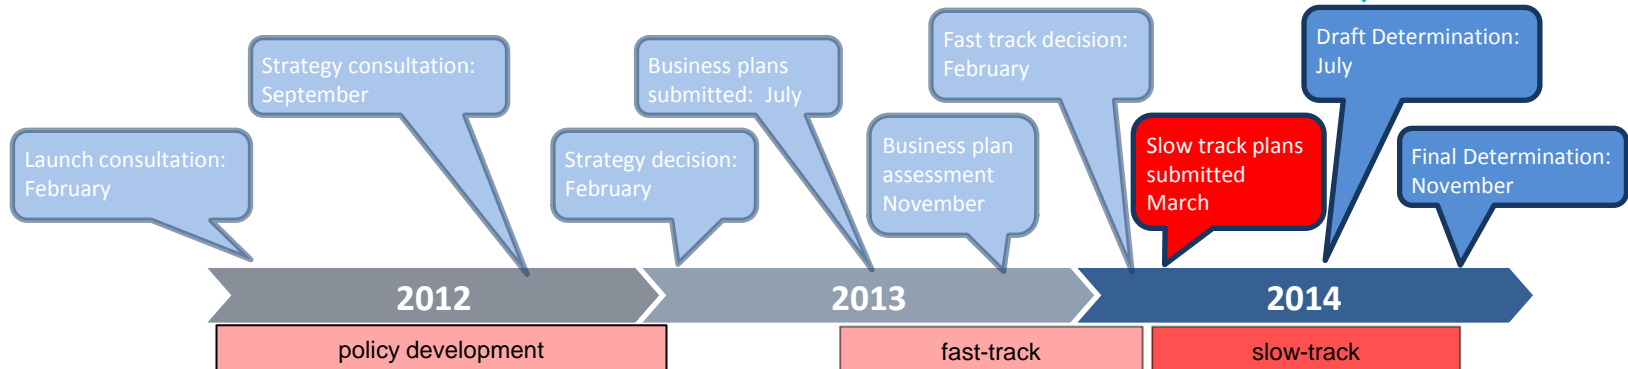 Launch consultation:
February
Strategy consultation:
September
Strategy decision:
February
Business plans
submitted: July
Business plan
assessment
November
Fast track decision:
February
Slow track plans
submitted
March
Draft Determination:
July
Final Determination:
November
2012
2013
2014
policy development
fast-track
slow-track